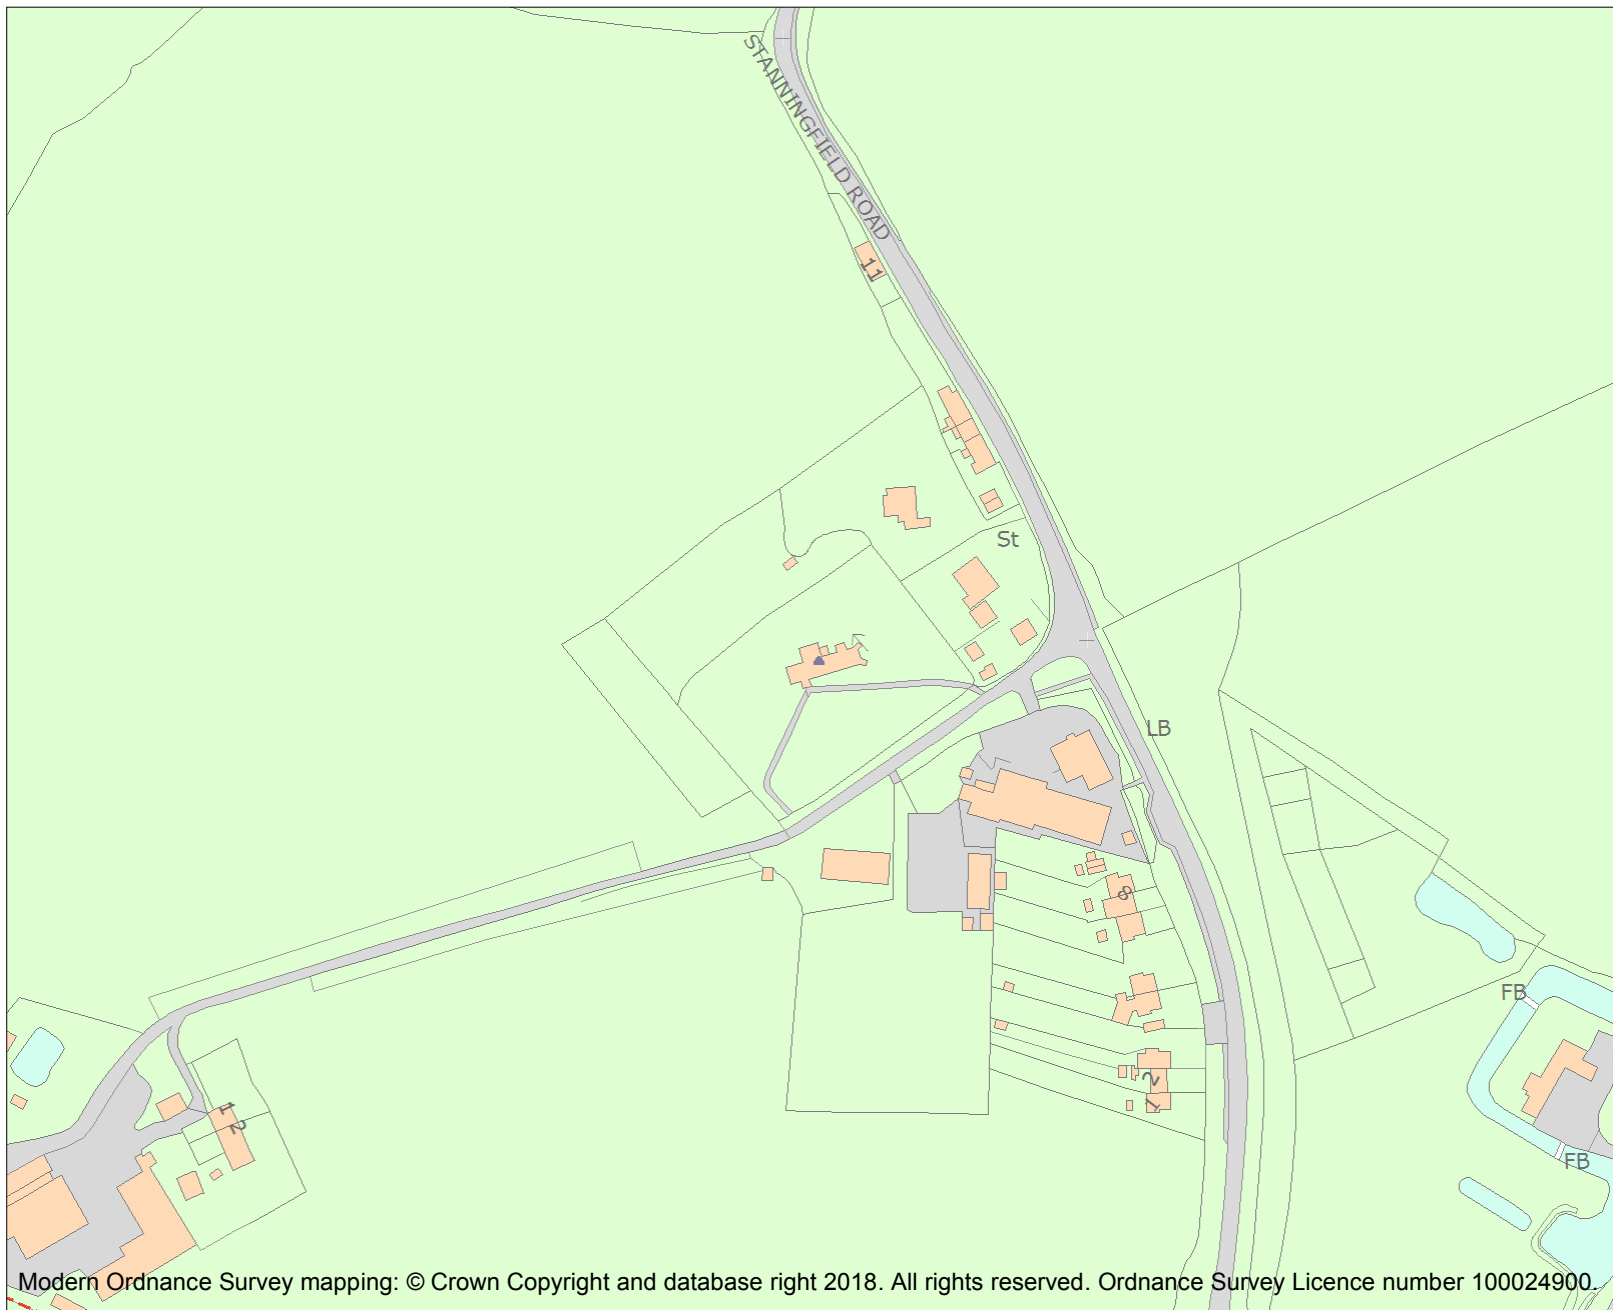 STANNINGFIELD ROAD
11
St
LB
8
FB
2
1
1
2
FB
Modern Ordnance Survey mapping: © Crown Copyright and database right 2018. All rights reserved. Ordnance Survey Licence number 100024900.